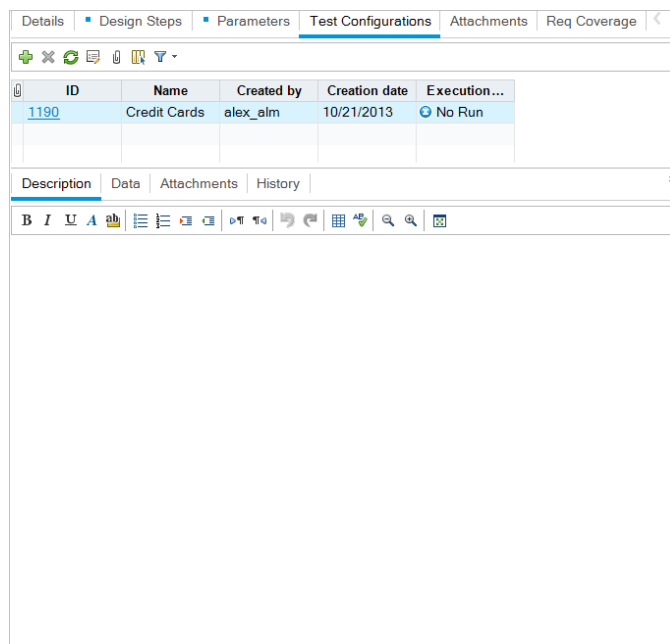 Details Design Steps Parameters Test Configurations Attachments Req Coverage
ID Name Created by Creation date Execution...
1190 Credit Cards alex_alm 10/21/2013 No Run
Description Data Attachments History
B I U A ab